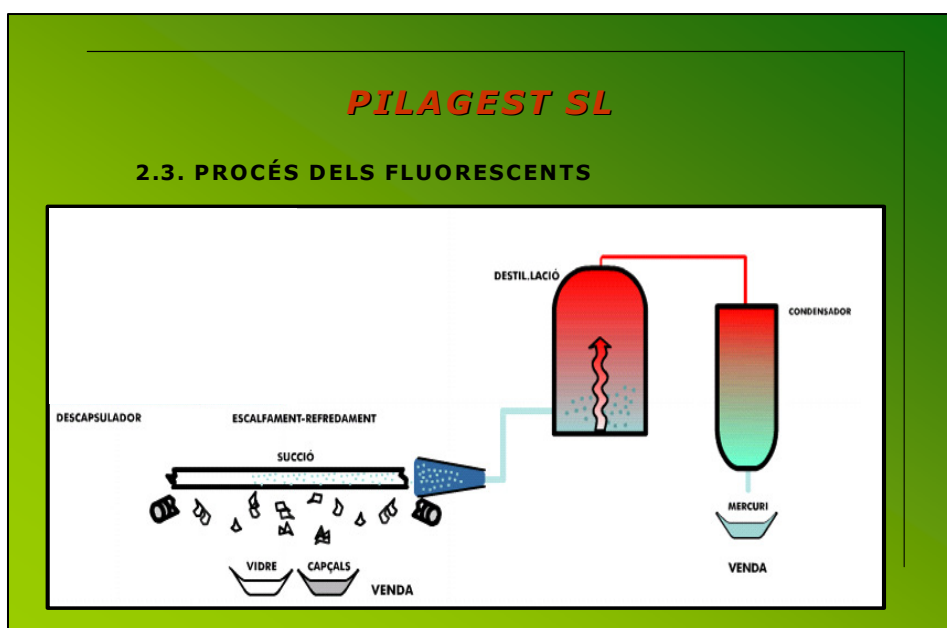 PILAGEST SL
2.3. PROCÉS DELS FLUORESCENTS
DESTIL.LACIÓ
CONDENSADOR
DESCAPSULADOR
ESCALFAMENT-REFREDAMENT
SUCCIÓ
MERCURI
VIDRE
CAPÇALS
VENDA
VENDA